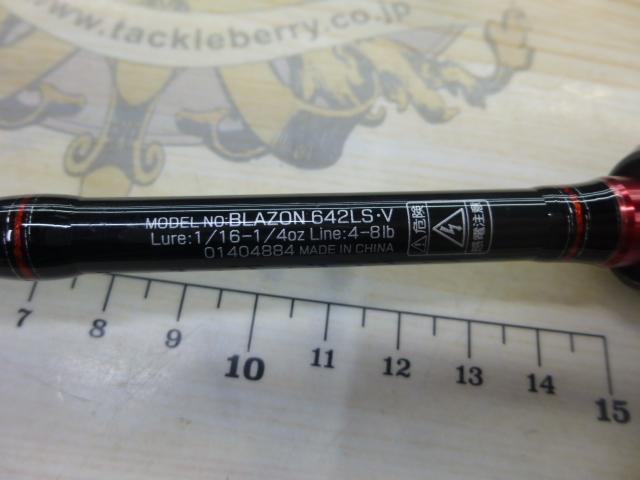 www.tackleberry.co.jp
MODEL NO:BLAZON 642LS·V
Lure:1/16-1/4oz Line:4-8lb
01404884 MADE IN CHINA
危険
感電注意
7 8 9 10 11 12 13 14 15